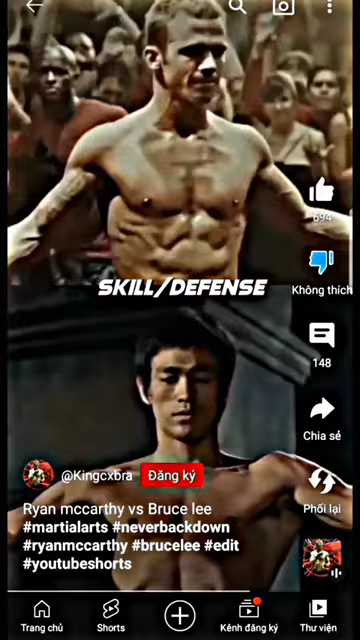 SKILL/DEFENSE
694
Không thích
148
Chia sẻ
@Kingcxbra
Đăng ký
Phối lại
Ryan mccarthy vs Bruce lee
#martialarts #neverbackdown
#ryanmccarthy #brucelee #edit
#youtubeshorts
Trang chủ
Shorts
Kênh đăng ký
Thư viện